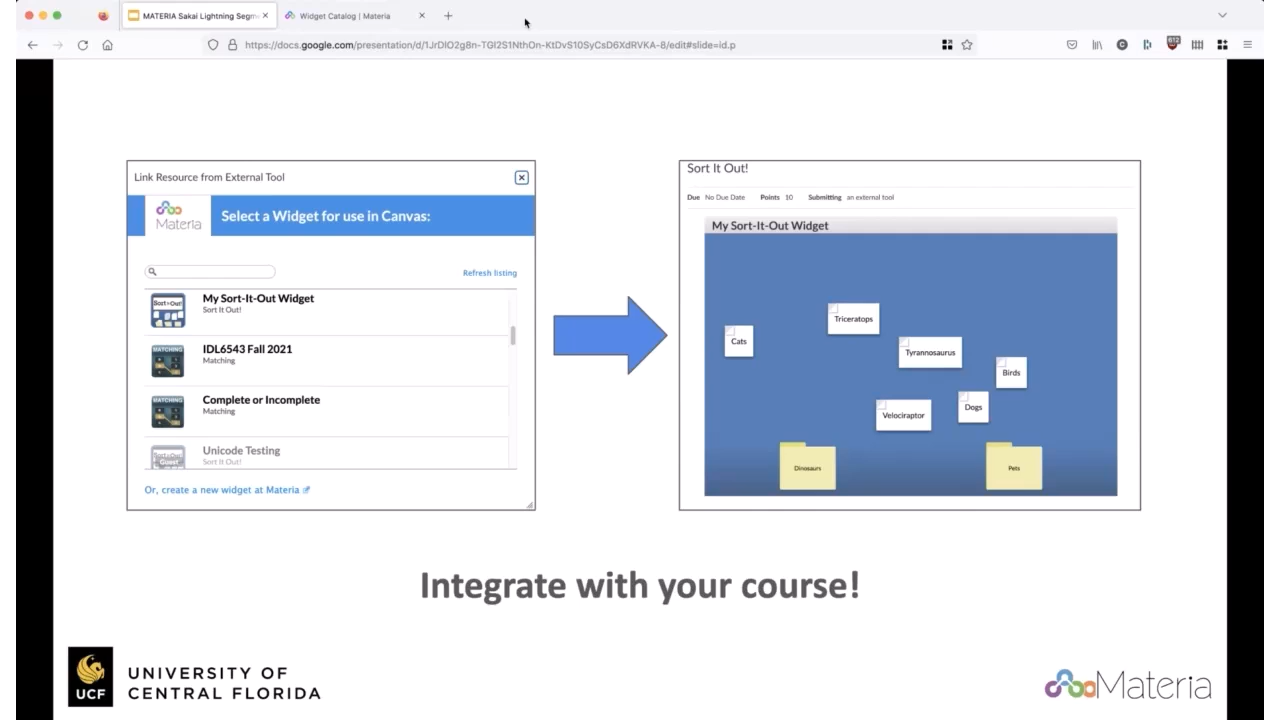 MATERIA Sakai Lightning Segm
Widget Catalog | Materia
https://docs.google.com/presentation/d/1JrDlO2g8n-TGl2S1NthOn-KtDvS10SyCsD6XdRVKA-8/edit#slide=id.p
612
Link Resource from External Tool
Materia
Select a Widget for use in Canvas:
Refresh listing
My Sort-It-Out Widget
Sort It Out!
IDL6543 Fall 2021
Matching
Complete or Incomplete
Matching
Unicode Testing
Sort It Out!
Or, create a new widget at Materia
Sort It Out!
Due No Due Date Points 10 Submitting an external tool
My Sort-It-Out Widget
Triceratops
Cats
Tyrannosaurus
Birds
Dogs
Velociraptor
Dinosaurs
Pets
Integrate with your course!
UCF
UNIVERSITY OF
CENTRAL FLORIDA
Materia